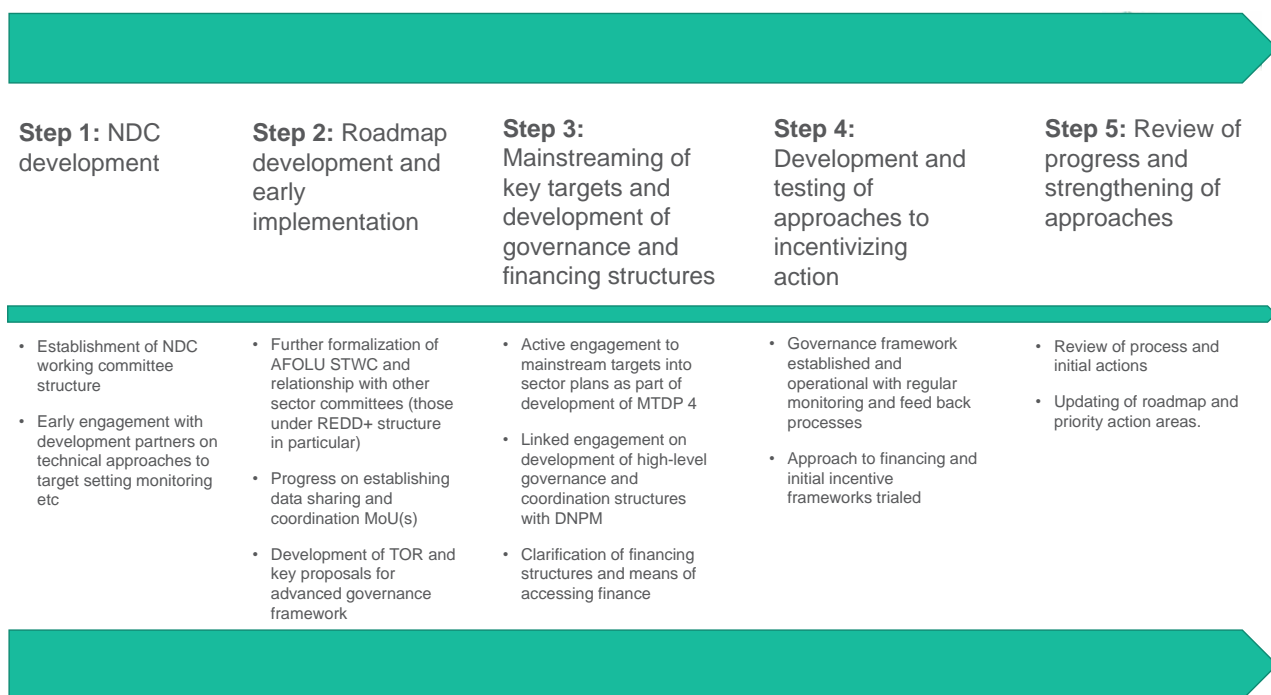 Step 1: NDC
development
Step 2: Roadmap
development and
early
implementation
Step 3:
Mainstreaming of
key targets and
development of
governance and
financing structures
Step 4:
Development and
testing of
approaches to
incentivizing
action
Step 5: Review of
progress and
strengthening of
approaches
• Establishment of NDC
working committee
structure
• Early engagement with
development partners on
technical approaches to
target setting monitoring
etc
• Further formalization of
AFOLU STWC and
relationship with other
sector committees (those
under REDD+ structure
in particular)
• Progress on establishing
data sharing and
coordination MoU(s)
• Development of TOR and
key proposals for
advanced governance
framework
• Active engagement to
mainstream targets into
sector plans as part of
development of MTDP 4
• Linked engagement on
development of high-level
governance and
coordination structures
with DNPM
• Clarification of financing
structures and means of
accessing finance
• Governance framework
established and
operational with regular
monitoring and feed back
processes
• Approach to financing and
initial incentive
frameworks trialed
• Review of process and
initial actions
• Updating of roadmap and
priority action areas.